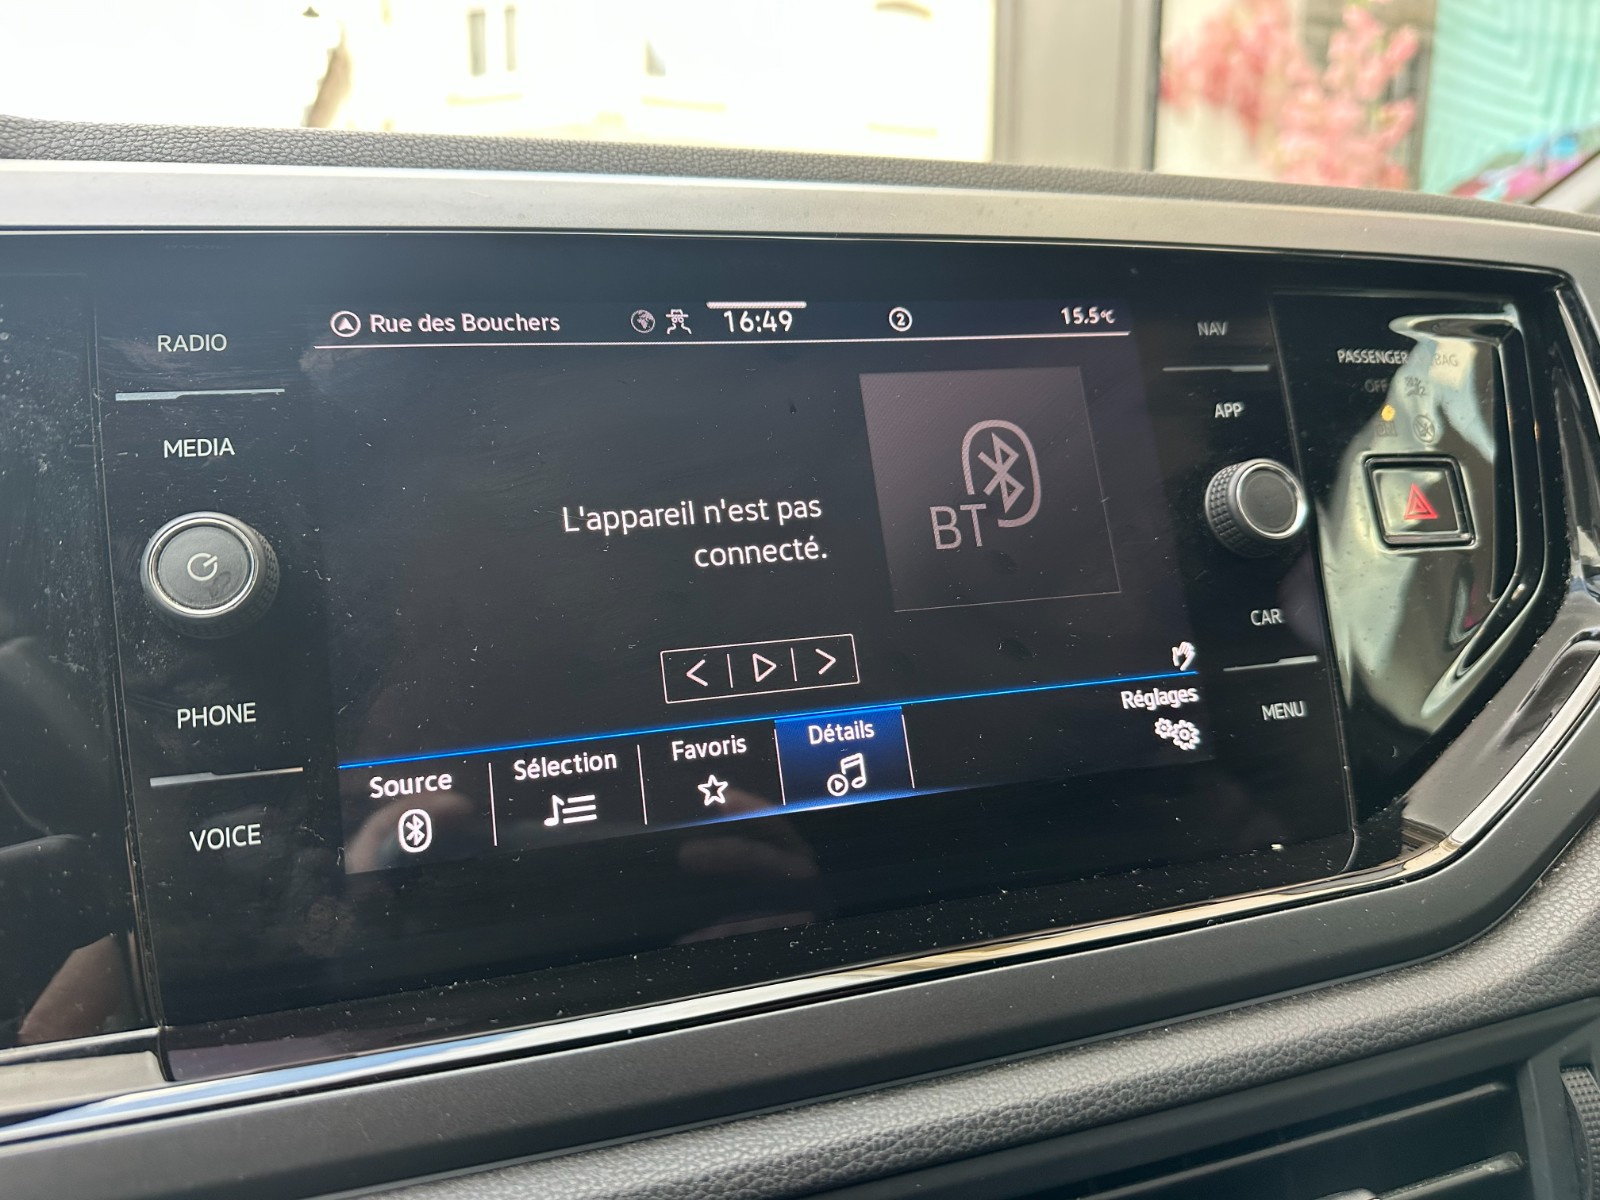 RADIO
MEDIA
PHONE
VOICE
Rue des Bouchers
16:49
2
15.5°C
L'appareil n'est pas
connecté.
BT
Source
Sélection
Favoris
Détails
Réglages
NAV
APP
CAR
MENU
PASSENGER AIRBAG
OFF